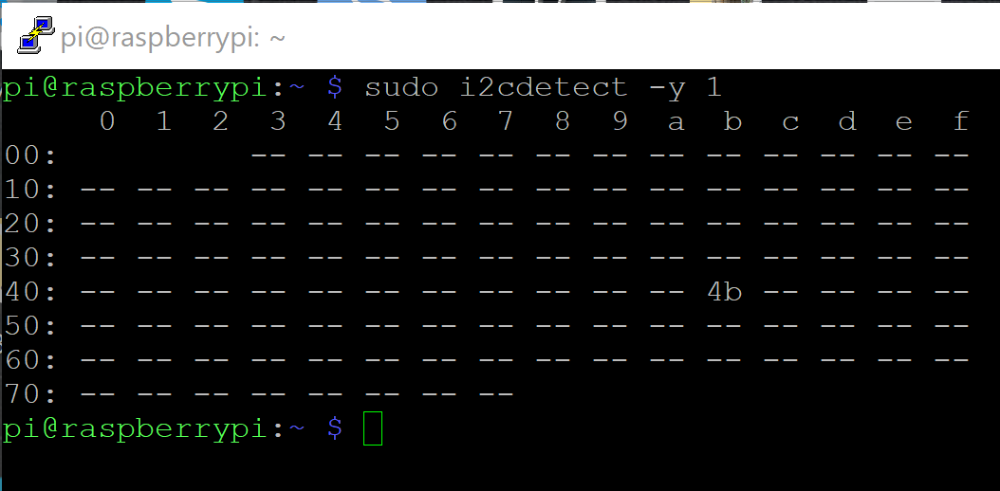 pi@raspberrypi: ~
pi@raspberrypi:~ $ sudo i2cdetect -y 1
     0  1  2  3  4  5  6  7  8  9  a  b  c  d  e  f
00:          -- -- -- -- -- -- -- -- -- -- -- -- --
10: -- -- -- -- -- -- -- -- -- -- -- -- -- -- -- --
20: -- -- -- -- -- -- -- -- -- -- -- -- -- -- -- --
30: -- -- -- -- -- -- -- -- -- -- -- -- -- -- -- --
40: -- -- -- -- -- -- -- -- -- -- -- 4b -- -- -- --
50: -- -- -- -- -- -- -- -- -- -- -- -- -- -- -- --
60: -- -- -- -- -- -- -- -- -- -- -- -- -- -- -- --
70: -- -- -- -- -- -- -- --
pi@raspberrypi:~ $